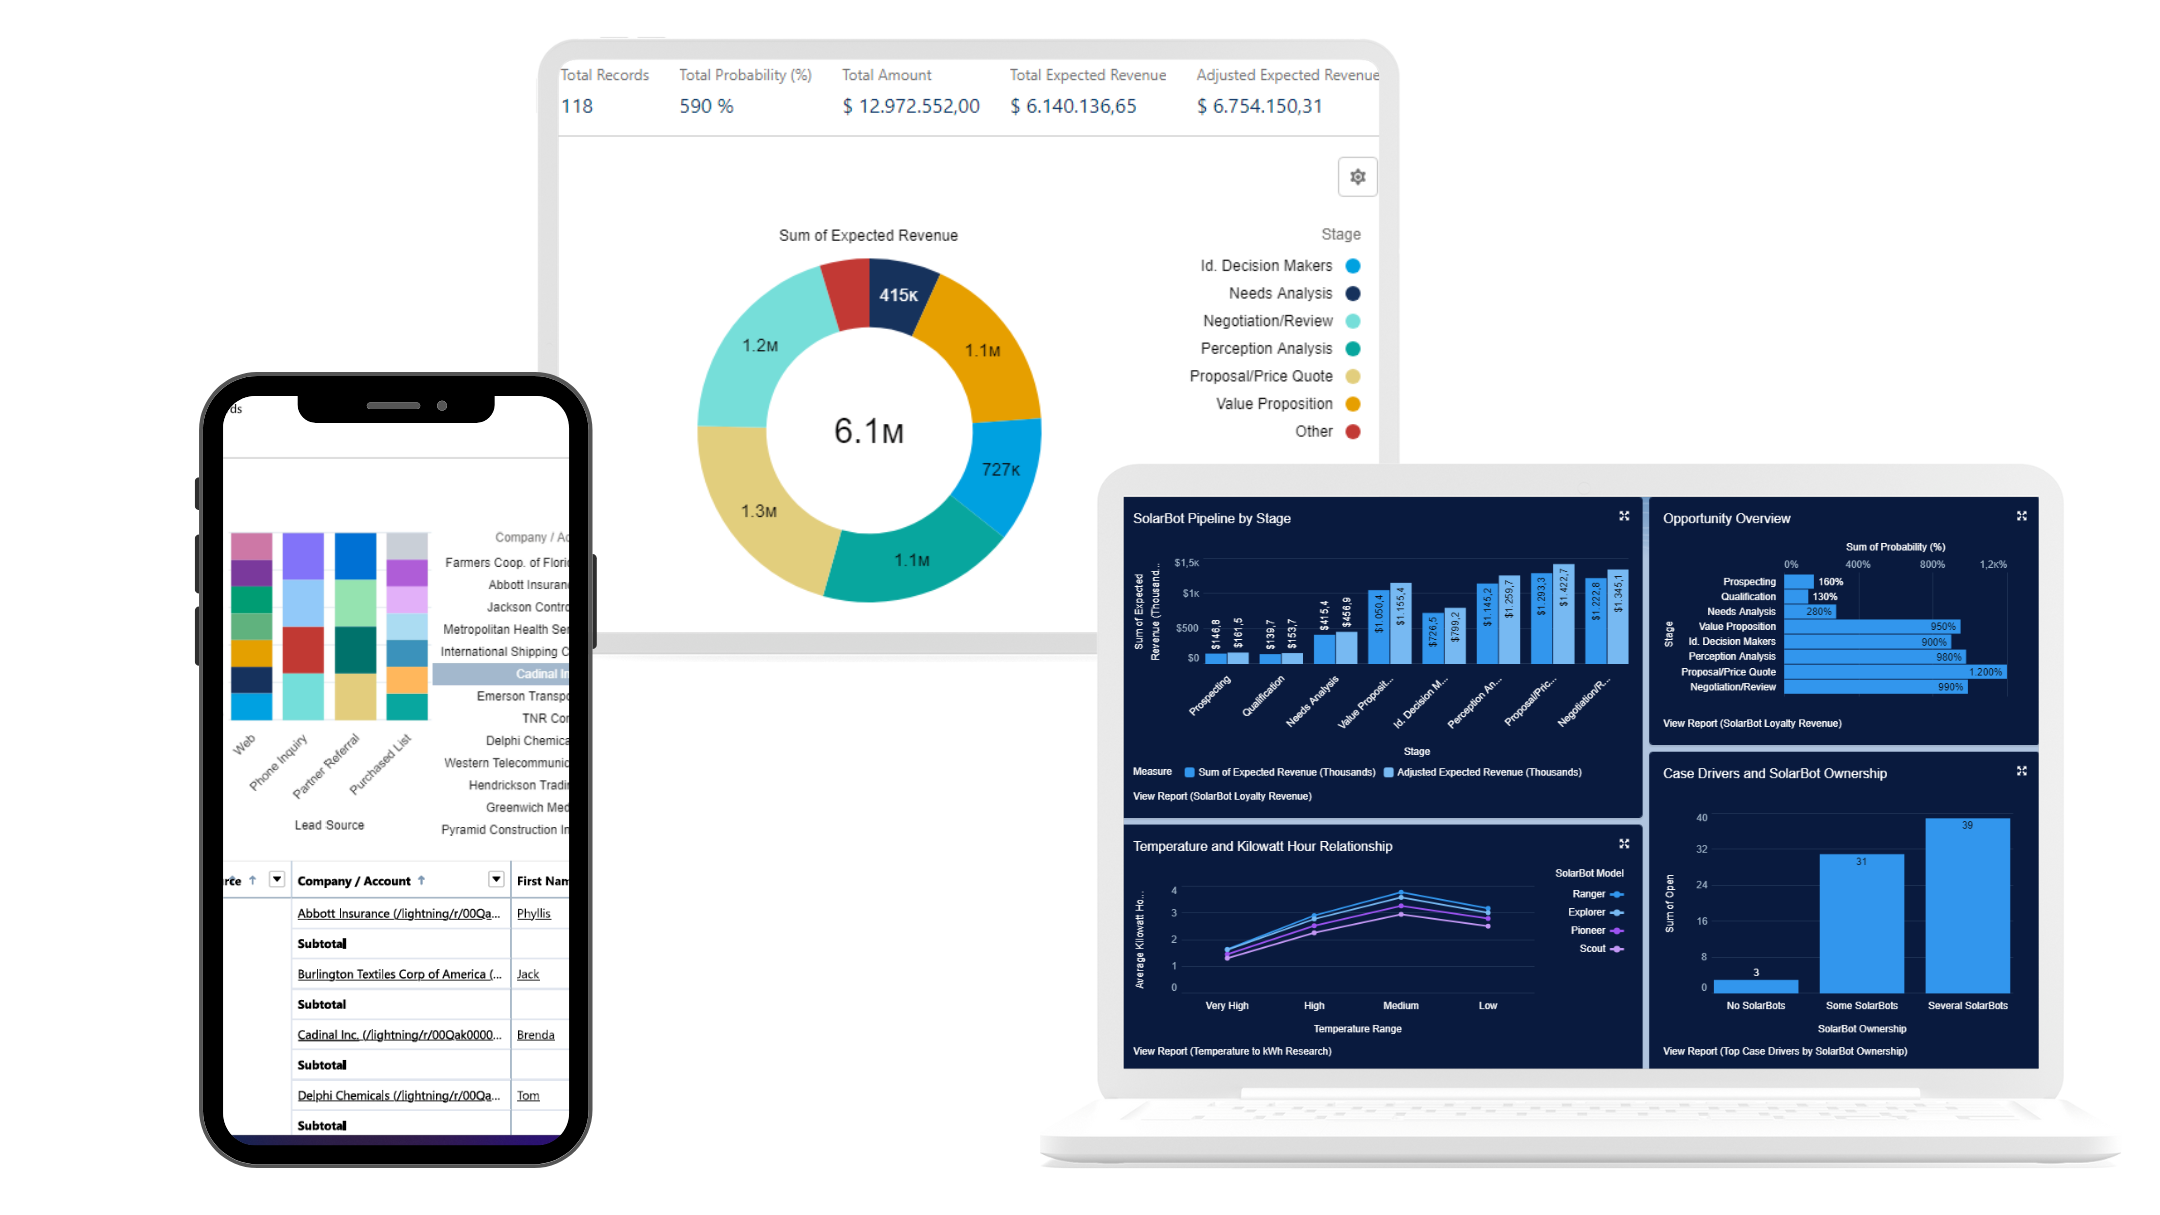 Total Records Total Probability (%) Total Amount Total Expected Revenue Adjusted Expected Revenue
118 590 % $ 12.972.552,00 $ 6.140.136,65 $ 6.754.150,31
Sum of Expected Revenue
415K
1.1M
727K
1.1M
1.3M
1.2M
6.1M
Stage
Id. Decision Makers
Needs Analysis
Negotiation/Review
Perception Analysis
Proposal/Price Quote
Value Proposition
Other
ds
Company / Ac
Farmers Coop. of Flori
Abbott Insuran
Jackson Contro
Metropolitan Health Ser
International Shipping C
Cadinal In
Emerson Transpo
TNR Cor
Delphi Chemica
Western Telecommunic
Hendrickson Tradi
Greenwich Med
Pyramid Construction In
Web
Phone Inquiry
Partner Referral
Purchased List
Lead Source
rce ↑ Company / Account ↑ First Nam
Abbott Insurance (/lightning/r/00Qa... Phyllis
Subtotal
Burlington Textiles Corp of America (... Jack
Subtotal
Cadinal Inc. (/lightning/r/00Qak0000... Brenda
Subtotal
Delphi Chemicals (/lightning/r/00Qa... Tom
Subtotal
SolarBot Pipeline by Stage
Sum of Expected
Revenue (Thousand..
$1,5K
$1K
$500
$0
$146,8
$161,5
$139,7
$153,7
$415,4
$456,9
$1.050,4
$1.155,4
$726,5
$799,2
$1.145,2
$1.259,7
$1.293,3
$1.422,7
$1.222,8
$1.345,1
Prospecting
Qualification
Needs Analysis
Value Proposit...
Id. Decision M...
Perception An...
Proposal/Pric...
Negotiation/R...
Stage
Measure Sum of Expected Revenue (Thousands) Adjusted Expected Revenue (Thousands)
View Report (SolarBot Loyalty Revenue)
Opportunity Overview
Sum of Probability (%)
0% 400% 800% 1,2K%
Stage
Prospecting 160%
Qualification 130%
Needs Analysis 280%
Value Proposition 950%
Id. Decision Makers 900%
Perception Analysis 980%
Proposal/Price Quote 1.200%
Negotiation/Review 990%
View Report (SolarBot Loyalty Revenue)
Temperature and Kilowatt Hour Relationship
Average Kilowatt Ho...
4
3
2
1
0
Very High High Medium Low
Temperature Range
SolarBot Model
Ranger
Explorer
Pioneer
Scout
View Report (Temperature to kWh Research)
Case Drivers and SolarBot Ownership
Sum of Open
40
32
24
16
8
0
3
31
39
No SolarBots Some SolarBots Several SolarBots
SolarBot Ownership
View Report (Top Case Drivers by SolarBot Ownership)